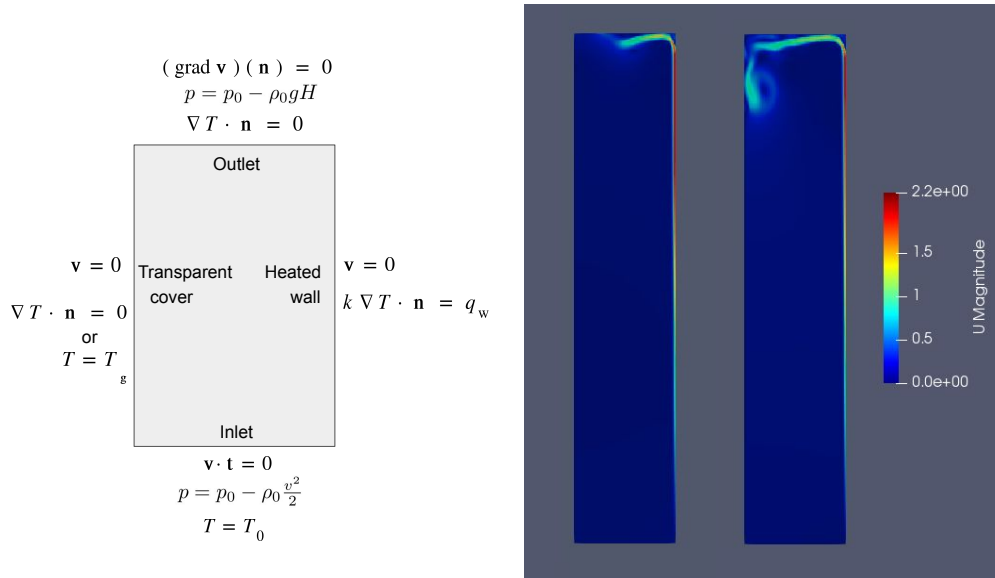 ( grad v ) ( n ) = 0
p = p₀ − ρ₀gH
∇ T · n = 0
Outlet
v = 0
Transparent
cover
Heated
wall
v = 0
∇ T · n = 0
or
T = T_g
k ∇ T · n = q_w
Inlet
v · t = 0
p = p₀ − ρ₀ v²/2
T = T₀
2.2e+00
1.5
1
0.5
0.0e+00
U Magnitude